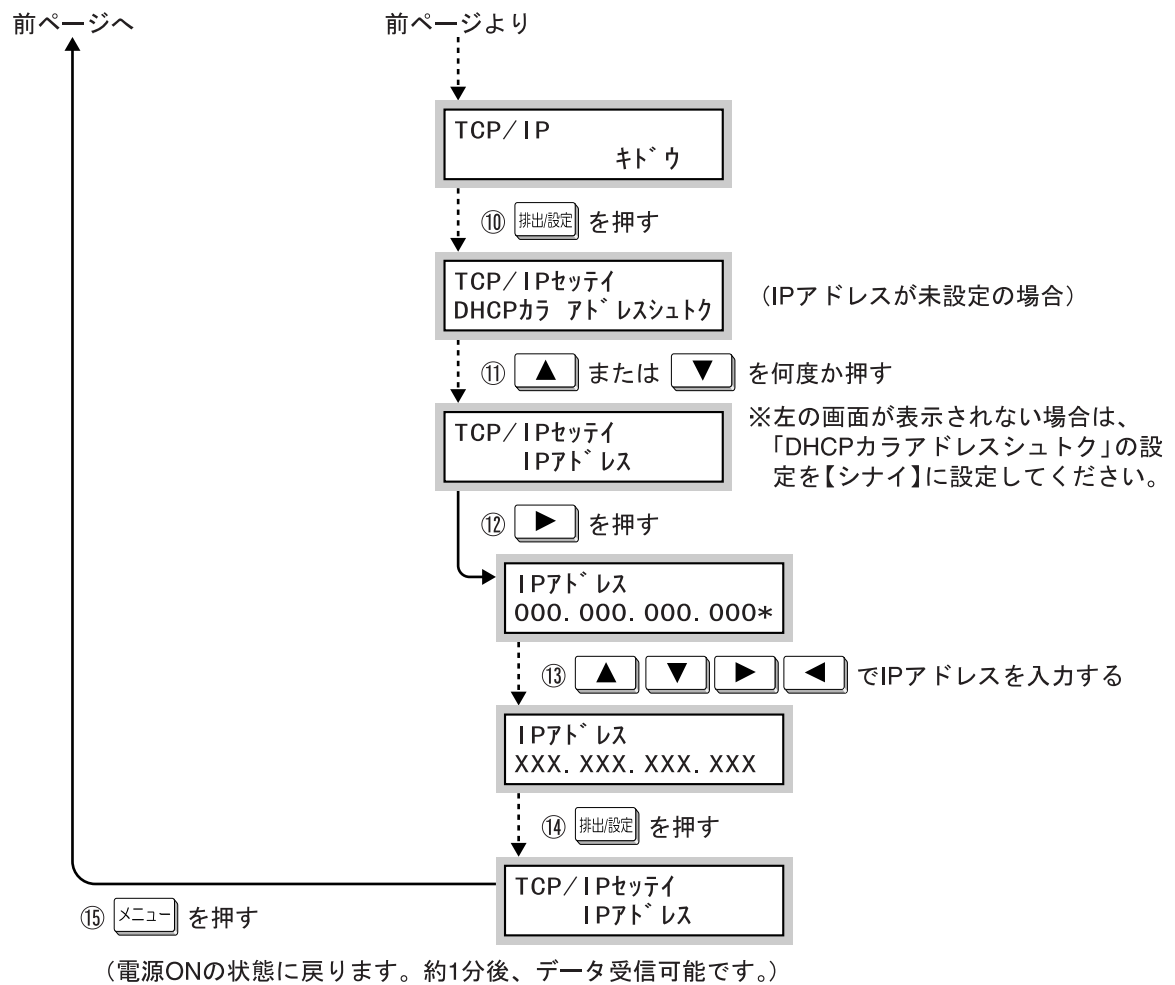 前ページへ
前ページより
TCP/IP
ｷﾄﾞｳ
⑩ 排出/設定 を押す
TCP/IPｾｯﾃｲ
DHCPｶﾗ ｱﾄﾞﾚｽｼｭﾄｸ
（IPアドレスが未設定の場合）
⑪ ▲ または ▼ を何度か押す
TCP/IPｾｯﾃｲ
IPｱﾄﾞﾚｽ
※左の画面が表示されない場合は、
「DHCPカラアドレスシュトク」の設
定を【シナイ】に設定してください。
⑫ ▶ を押す
IPｱﾄﾞﾚｽ
000.000.000.000*
⑬ ▲ ▼ ▶ ◀ でIPアドレスを入力する
IPｱﾄﾞﾚｽ
XXX.XXX.XXX.XXX
⑭ 排出/設定 を押す
TCP/IPｾｯﾃｲ
IPｱﾄﾞﾚｽ
⑮ メニュー を押す
（電源ONの状態に戻ります。約1分後、データ受信可能です。）